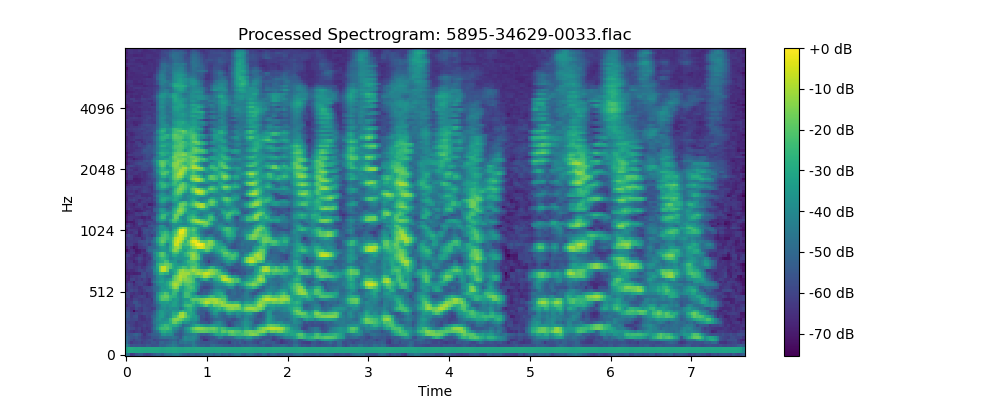 Processed Spectrogram: 5895-34629-0033.flac
4096
2048
1024
512
0
Hz
0 1 2 3 4 5 6 7
Time
+0 dB
-10 dB
-20 dB
-30 dB
-40 dB
-50 dB
-60 dB
-70 dB